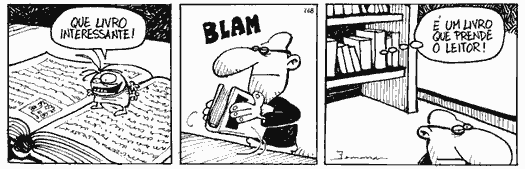 QUE LIVRO
INTERESSANTE!
BLAM
168
É UM LIVRO
QUE PRENDE
O LEITOR!